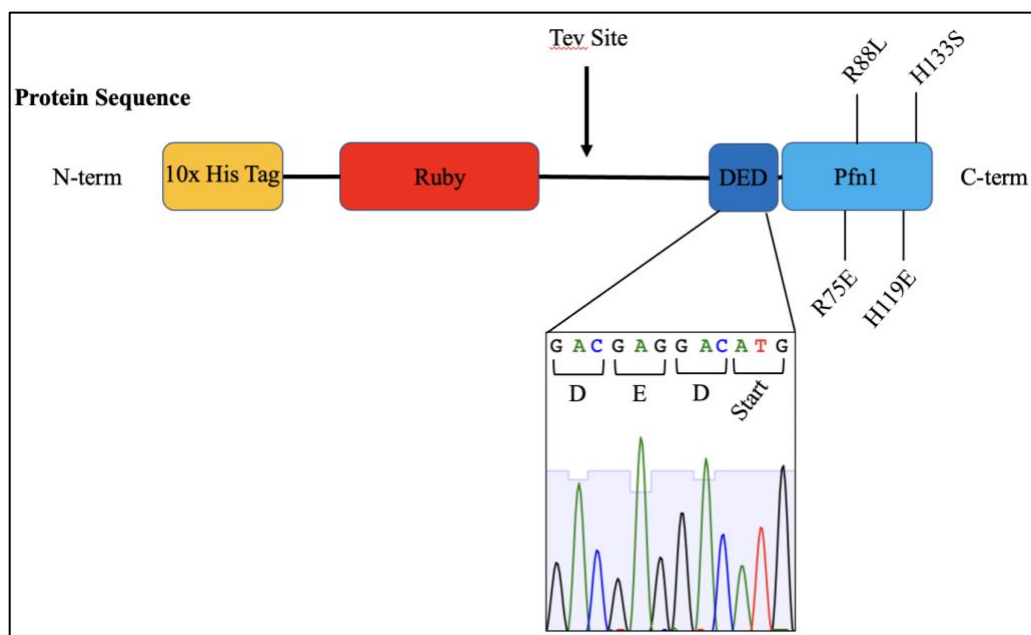 Tev Site
R88L
H133S
Protein Sequence
N-term
10x His Tag
Ruby
DED
Pfn1
C-term
R75E
H119E
G A C G A G G A C A T G
D
E
D
Start